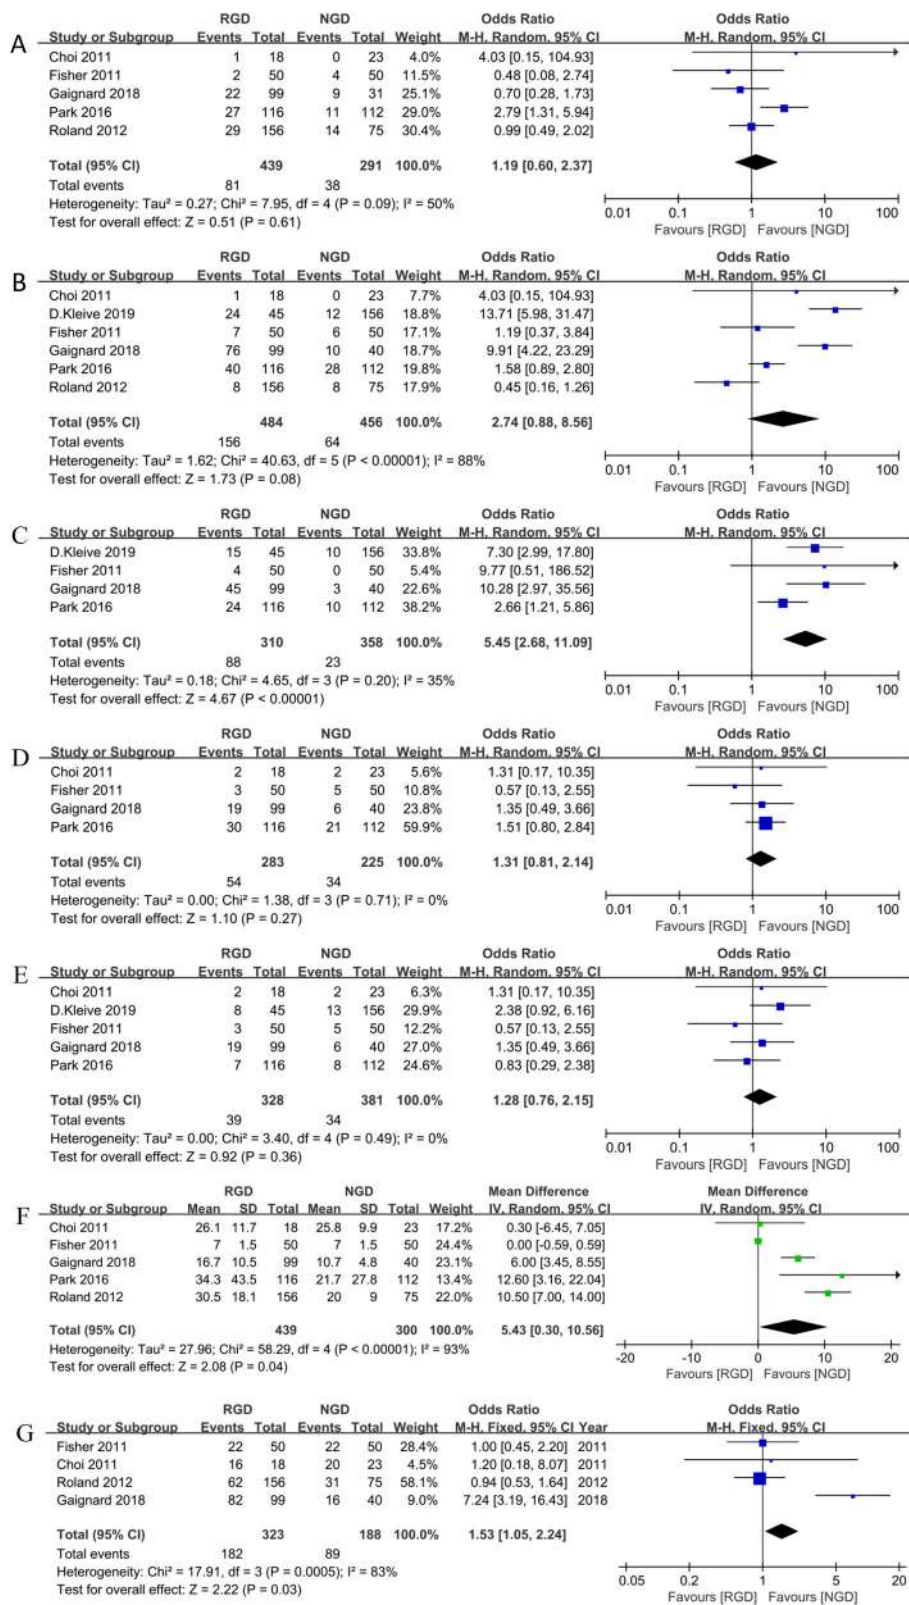 A
RGD NGD Odds Ratio Odds Ratio
Study or Subgroup Events Total Events Total Weight M-H. Random. 95% CI M-H. Random. 95% CI
Choi 2011 1 18 0 23 4.0% 4.03 [0.15, 104.93]
Fisher 2011 2 50 4 50 11.5% 0.48 [0.08, 2.74]
Gaignard 2018 22 99 9 31 25.1% 0.70 [0.28, 1.73]
Park 2016 27 116 11 112 29.0% 2.79 [1.31, 5.94]
Roland 2012 29 156 14 75 30.4% 0.99 [0.49, 2.02]
Total (95% CI) 439 291 100.0% 1.19 [0.60, 2.37]
Total events 81 38
Heterogeneity: Tau² = 0.27; Chi² = 7.95, df = 4 (P = 0.09); I² = 50%
Test for overall effect: Z = 0.51 (P = 0.61)
0.01 0.1 1 10 100
Favours [RGD] Favours [NGD]
B
RGD NGD Odds Ratio Odds Ratio
Study or Subgroup Events Total Events Total Weight M-H. Random. 95% CI M-H. Random. 95% CI
Choi 2011 1 18 0 23 7.7% 4.03 [0.15, 104.93]
D.Kleive 2019 24 45 12 156 18.8% 13.71 [5.98, 31.47]
Fisher 2011 7 50 6 50 17.1% 1.19 [0.37, 3.84]
Gaignard 2018 76 99 10 40 18.7% 9.91 [4.22, 23.29]
Park 2016 40 116 28 112 19.8% 1.58 [0.89, 2.80]
Roland 2012 8 156 8 75 17.9% 0.45 [0.16, 1.26]
Total (95% CI) 484 456 100.0% 2.74 [0.88, 8.56]
Total events 156 64
Heterogeneity: Tau² = 1.62; Chi² = 40.63, df = 5 (P < 0.00001); I² = 88%
Test for overall effect: Z = 1.73 (P = 0.08)
0.01 0.1 1 10 100
Favours [RGD] Favours [NGD]
C
RGD NGD Odds Ratio Odds Ratio
Study or Subgroup Events Total Events Total Weight M-H. Random. 95% CI M-H. Random. 95% CI
D.Kleive 2019 15 45 10 156 33.8% 7.30 [2.99, 17.80]
Fisher 2011 4 50 0 50 5.4% 9.77 [0.51, 186.52]
Gaignard 2018 45 99 3 40 22.6% 10.28 [2.97, 35.56]
Park 2016 24 116 10 112 38.2% 2.66 [1.21, 5.86]
Total (95% CI) 310 358 100.0% 5.45 [2.68, 11.09]
Total events 88 23
Heterogeneity: Tau² = 0.18; Chi² = 4.65, df = 3 (P = 0.20); I² = 35%
Test for overall effect: Z = 4.67 (P < 0.00001)
0.01 0.1 1 10 100
Favours [RGD] Favours [NGD]
D
RGD NGD Odds Ratio Odds Ratio
Study or Subgroup Events Total Events Total Weight M-H. Random. 95% CI M-H. Random. 95% CI
Choi 2011 2 18 2 23 5.6% 1.31 [0.17, 10.35]
Fisher 2011 3 50 5 50 10.8% 0.57 [0.13, 2.55]
Gaignard 2018 19 99 6 40 23.8% 1.35 [0.49, 3.66]
Park 2016 30 116 21 112 59.9% 1.51 [0.80, 2.84]
Total (95% CI) 283 225 100.0% 1.31 [0.81, 2.14]
Total events 54 34
Heterogeneity: Tau² = 0.00; Chi² = 1.38, df = 3 (P = 0.71); I² = 0%
Test for overall effect: Z = 1.10 (P = 0.27)
0.01 0.1 1 10 100
Favours [RGD] Favours [NGD]
E
RGD NGD Odds Ratio Odds Ratio
Study or Subgroup Events Total Events Total Weight M-H. Random. 95% CI M-H. Random. 95% CI
Choi 2011 2 18 2 23 6.3% 1.31 [0.17, 10.35]
D.Kleive 2019 8 45 13 156 29.9% 2.38 [0.92, 6.16]
Fisher 2011 3 50 5 50 12.2% 0.57 [0.13, 2.55]
Gaignard 2018 19 99 6 40 27.0% 1.35 [0.49, 3.66]
Park 2016 7 116 8 112 24.6% 0.83 [0.29, 2.38]
Total (95% CI) 328 381 100.0% 1.28 [0.76, 2.15]
Total events 39 34
Heterogeneity: Tau² = 0.00; Chi² = 3.40, df = 4 (P = 0.49); I² = 0%
Test for overall effect: Z = 0.92 (P = 0.36)
0.01 0.1 1 10 100
Favours [RGD] Favours [NGD]
F
RGD NGD Mean Difference Mean Difference
Study or Subgroup Mean SD Total Mean SD Total Weight IV. Random. 95% CI IV. Random. 95% CI
Choi 2011 26.1 11.7 18 25.8 9.9 23 17.2% 0.30 [-6.45, 7.05]
Fisher 2011 7 1.5 50 7 1.5 50 24.4% 0.00 [-0.59, 0.59]
Gaignard 2018 16.7 10.5 99 10.7 4.8 40 23.1% 6.00 [3.45, 8.55]
Park 2016 34.3 43.5 116 21.7 27.8 112 13.4% 12.60 [3.16, 22.04]
Roland 2012 30.5 18.1 156 20 9 75 22.0% 10.50 [7.00, 14.00]
Total (95% CI) 439 300 100.0% 5.43 [0.30, 10.56]
Heterogeneity: Tau² = 27.96; Chi² = 58.29, df = 4 (P < 0.00001); I² = 93%
Test for overall effect: Z = 2.08 (P = 0.04)
-20 -10 0 10 20
Favours [RGD] Favours [NGD]
G
RGD NGD Odds Ratio Odds Ratio
Study or Subgroup Events Total Events Total Weight M-H. Fixed. 95% CI Year M-H. Fixed. 95% CI
Fisher 2011 22 50 22 50 28.4% 1.00 [0.45, 2.20] 2011
Choi 2011 16 18 20 23 4.5% 1.20 [0.18, 8.07] 2011
Roland 2012 62 156 31 75 58.1% 0.94 [0.53, 1.64] 2012
Gaignard 2018 82 99 16 40 9.0% 7.24 [3.19, 16.43] 2018
Total (95% CI) 323 188 100.0% 1.53 [1.05, 2.24]
Total events 182 89
Heterogeneity: Chi² = 17.91, df = 3 (P = 0.0005); I² = 83%
Test for overall effect: Z = 2.22 (P = 0.03)
0.05 0.2 1 5 20
Favours [RGD] Favours [NGD]